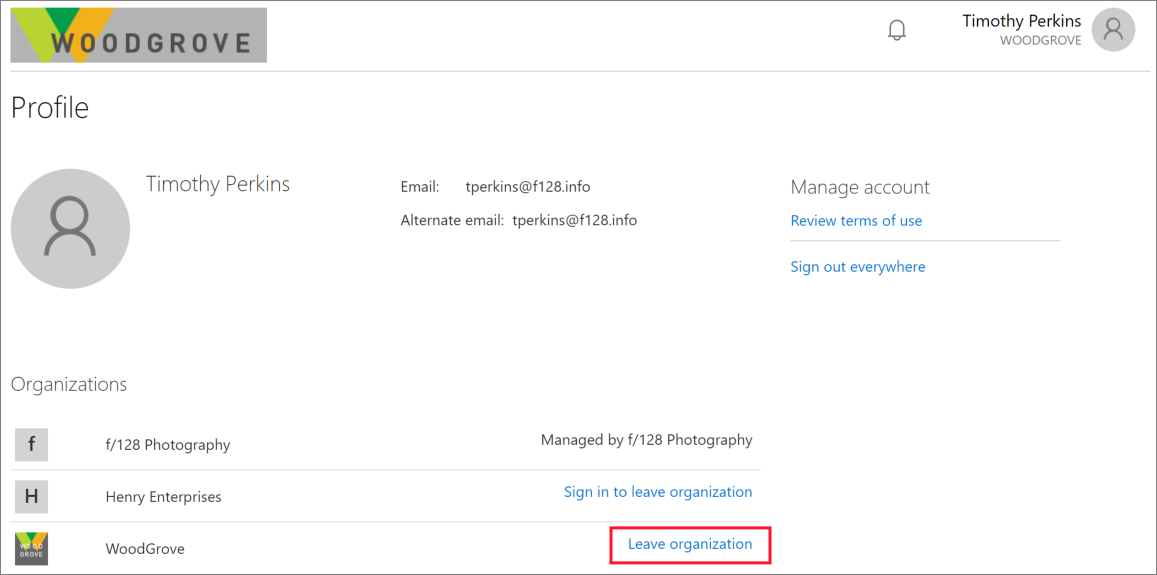 WOODGROVE
Timothy Perkins
WOODGROVE
Profile
Timothy Perkins
Email: tperkins@f128.info
Alternate email: tperkins@f128.info
Manage account
Review terms of use
Sign out everywhere
Organizations
f
f/128 Photography
Managed by f/128 Photography
H
Henry Enterprises
Sign in to leave organization
WOOD
GROVE
WoodGrove
Leave organization